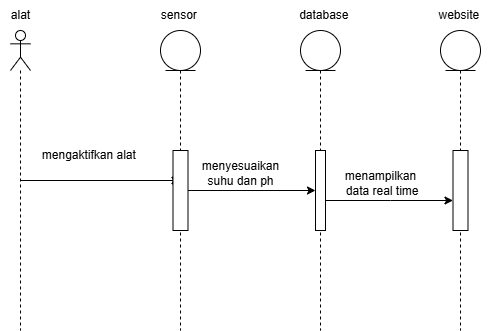 alat
sensor
database
website
mengaktifkan alat
menyesuaikan
suhu dan ph
menampilkan
data real time